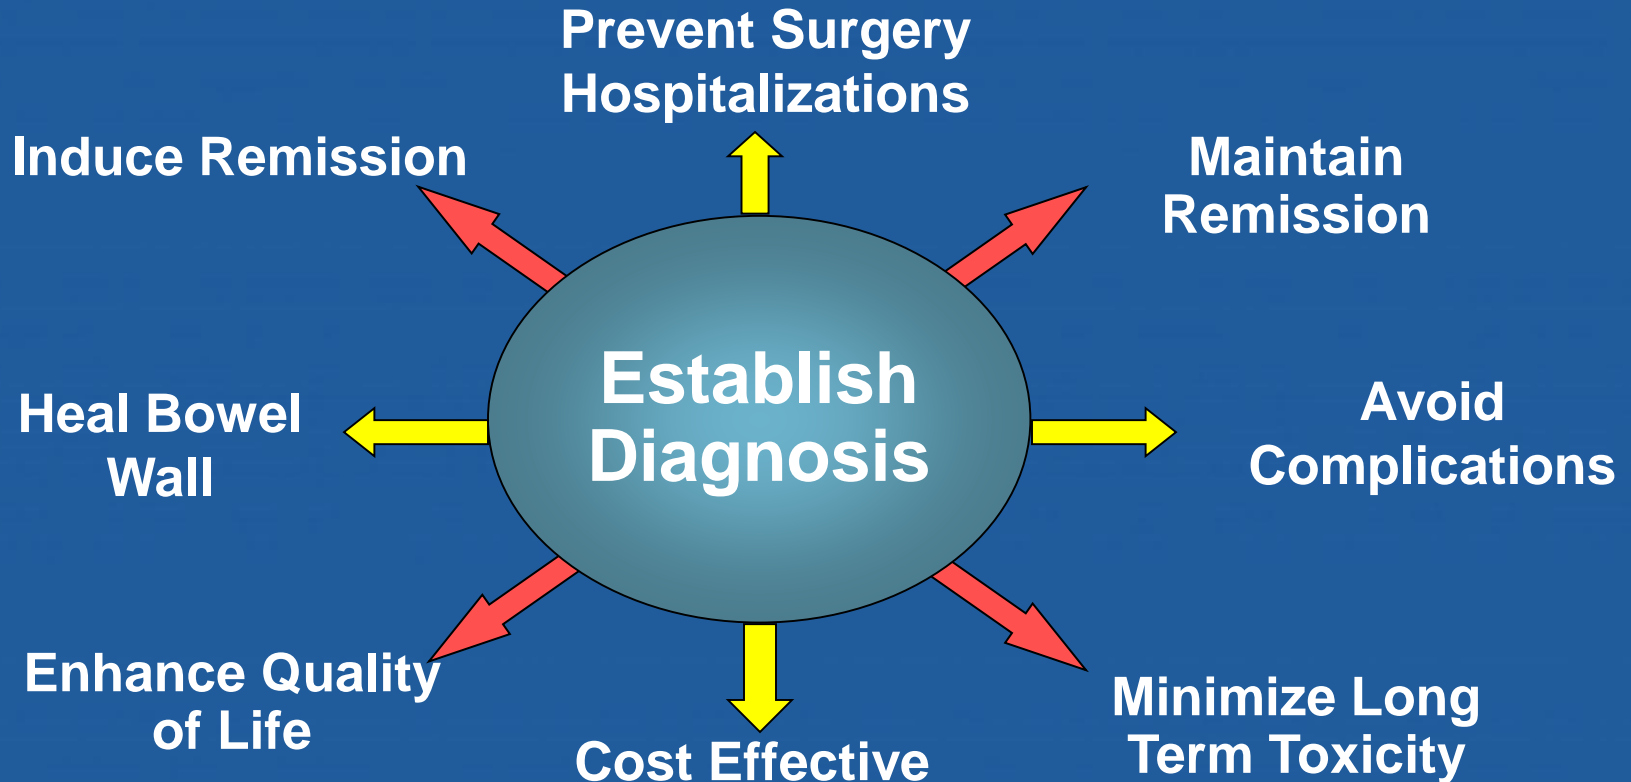 Prevent Surgery
Hospitalizations
Induce Remission
Maintain
Remission
Establish
Diagnosis
Heal Bowel
Wall
Avoid
Complications
Enhance Quality
of Life
Cost Effective
Minimize Long
Term Toxicity